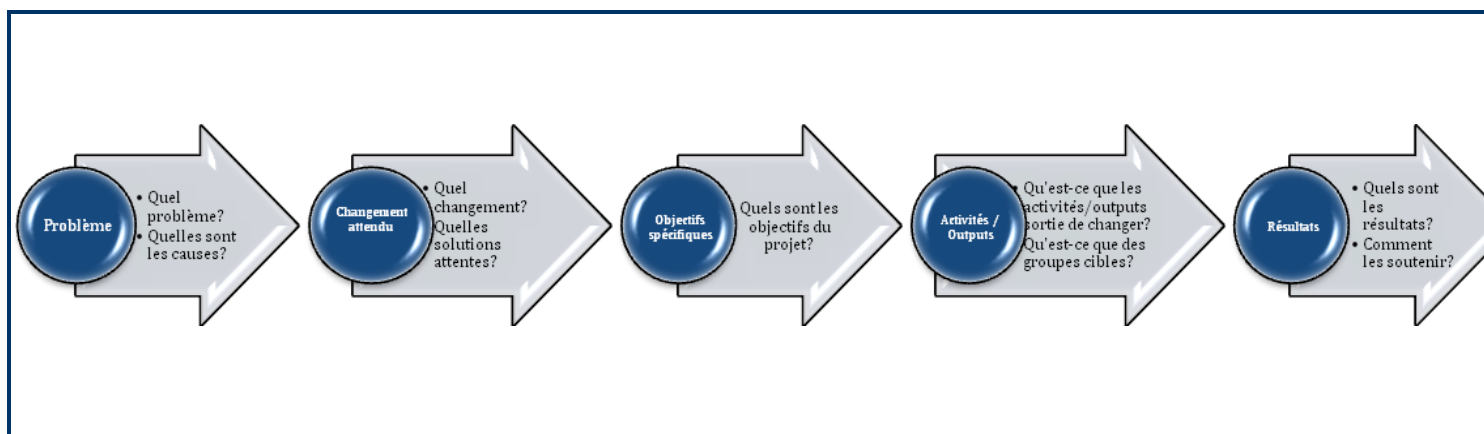 Problème
• Quel
problème?
• Quelles sont
les causes?
Changement
attendu
• Quel
changement?
Quelles
solutions
attentes?
Objectifs
spécifiques
Quels sont les
objectifs du
projet?
Activités /
Outputs
• Qu'est-ce que les
activités/outputs
sortie de changer?
Qu'est-ce que des
groupes cibles?
Résultats
• Quels sont
les
résultats?
• Comment
les soutenir?